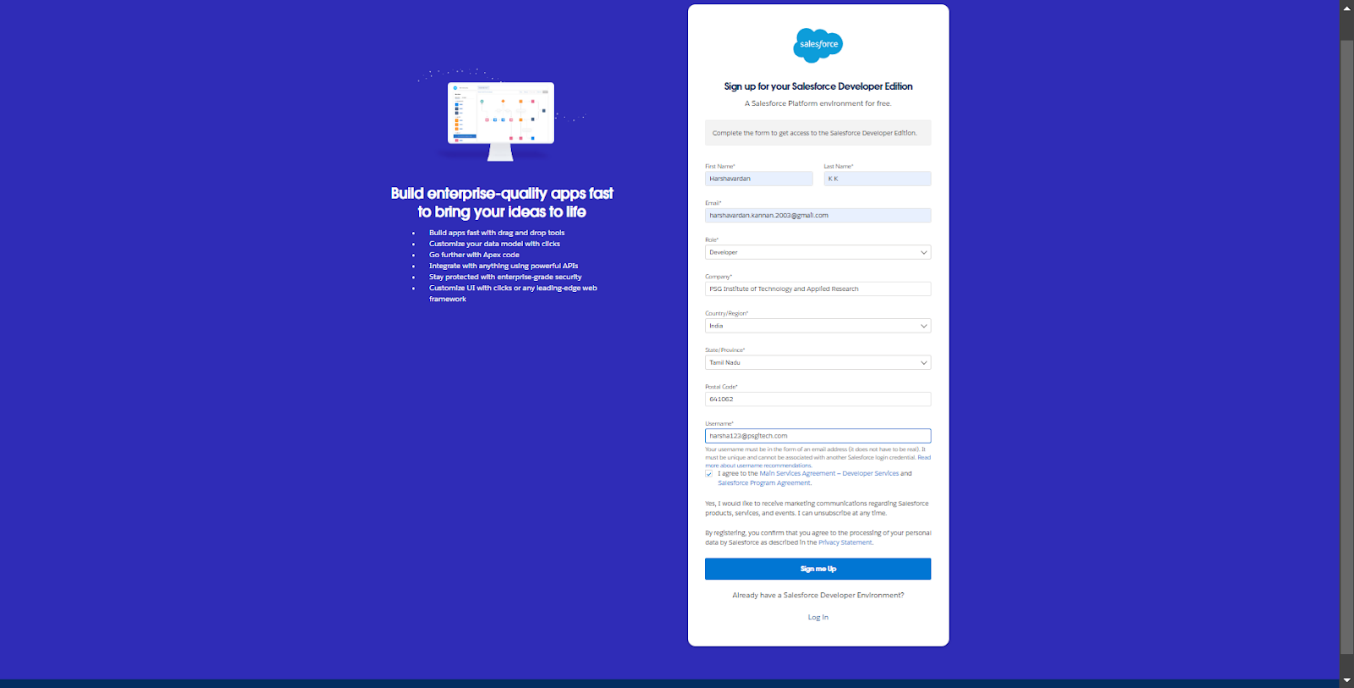 Build enterprise-quality apps fast
to bring your ideas to life
Build apps fast with drag and drop tools
Customize your data model with clicks
Go further with Apex code
Integrate with anything using powerful APIs
Stay protected with enterprise-grade security
Customize UI with clicks or any leading-edge web
framework
salesforce
Sign up for your Salesforce Developer Edition
A Salesforce Platform environment for free.
Complete the form to get access to the Salesforce Developer Edition.
First Name* Last Name*
Harshavardan K K
Email*
harshavardan.kannan.2003@gmail.com
Role*
Developer
Company*
PSG Institute of Technology and Applied Research
Country/Region*
India
State/Province*
Tamil Nadu
Postal Code*
641062
Username*
harsha123@psgitech.com
Your username must be in the form of an email address (it does not have to be real). It
must be unique and cannot be associated with another Salesforce login credential. Read
more about username recommendations.
I agree to the Main Services Agreement – Developer Services and
Salesforce Program Agreement.
Yes, I would like to receive marketing communications regarding Salesforce
products, services, and events. I can unsubscribe at any time.
By registering, you confirm that you agree to the processing of your personal
data by Salesforce as described in the Privacy Statement.
Sign me Up
Already have a Salesforce Developer Environment?
Log In